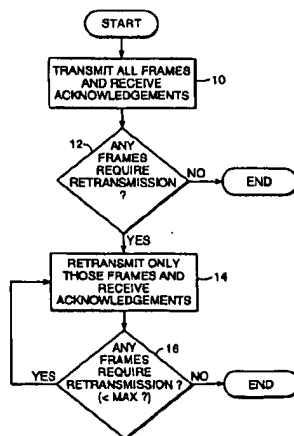 START
TRANSMIT ALL FRAMES
AND RECEIVE
ACKNOWLEDGEMENTS
10
12
ANY
FRAMES
REQUIRE
RETRANSMISSION
?
NO
END
YES
RETRANSMIT ONLY
THOSE FRAMES AND
RECEIVE
ACKNOWLEDGEMENTS
14
16
ANY
FRAMES
REQUIRE
RETRANSMISSION ?
(< MAX ?)
YES
NO
END